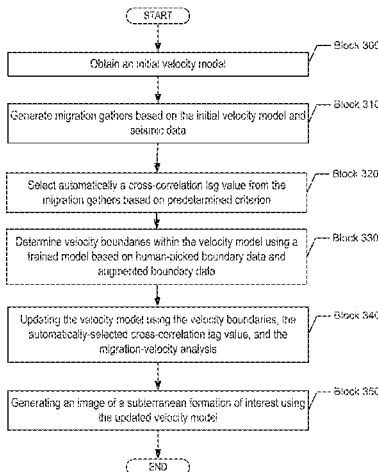 START
Block 300
Obtain an initial velocity model
Block 310
Generate migration gathers based on the initial velocity model and
seismic data
Block 320
Select automatically a cross-correlation lag value from the
migration gathers based on predetermined criterion
Block 330
Determine velocity boundaries within the velocity model using a
trained model based on human-picked boundary data and
augmented boundary data
Block 340
Updating the velocity model using the velocity boundaries, the
automatically-selected cross-correlation lag value, and the
migration-velocity analysis
Block 350
Generating an image of a subterranean formation of interest using
the updated velocity model
END